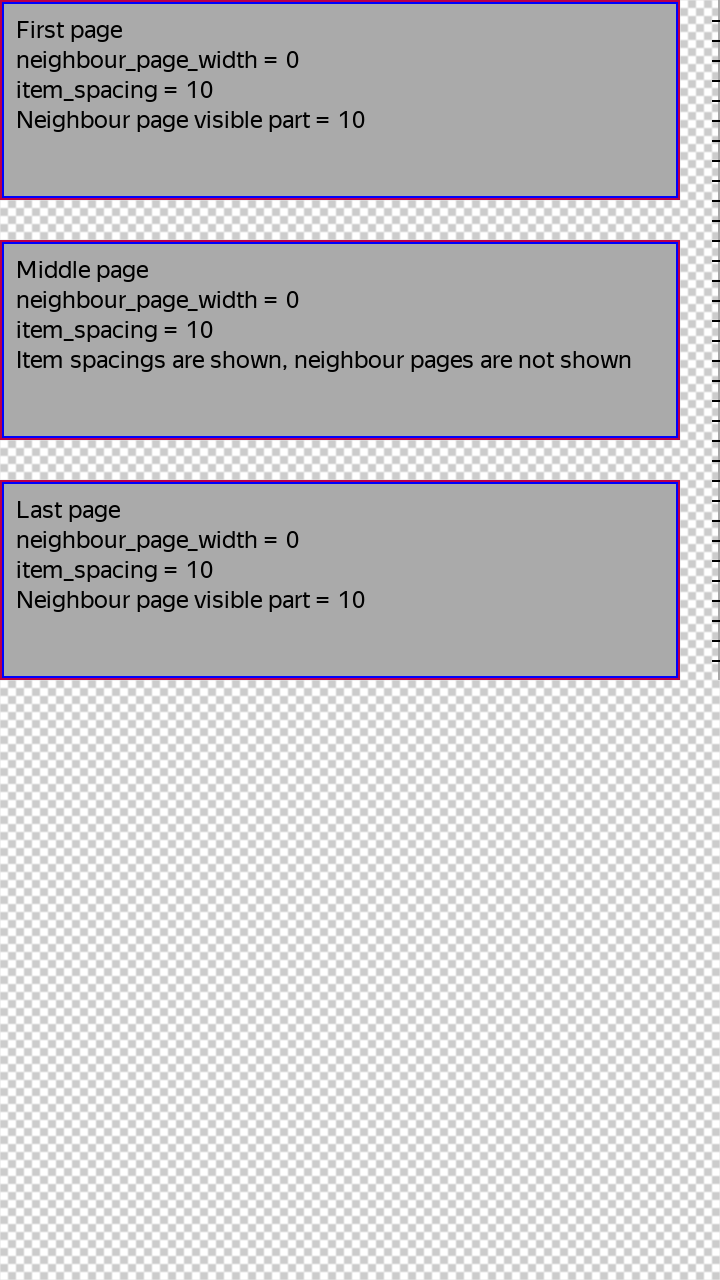 First page
neighbour_page_width = 0
item_spacing = 10
Neighbour page visible part = 10
Middle page
neighbour_page_width = 0
item_spacing = 10
Item spacings are shown, neighbour pages are not shown
Last page
neighbour_page_width = 0
item_spacing = 10
Neighbour page visible part = 10